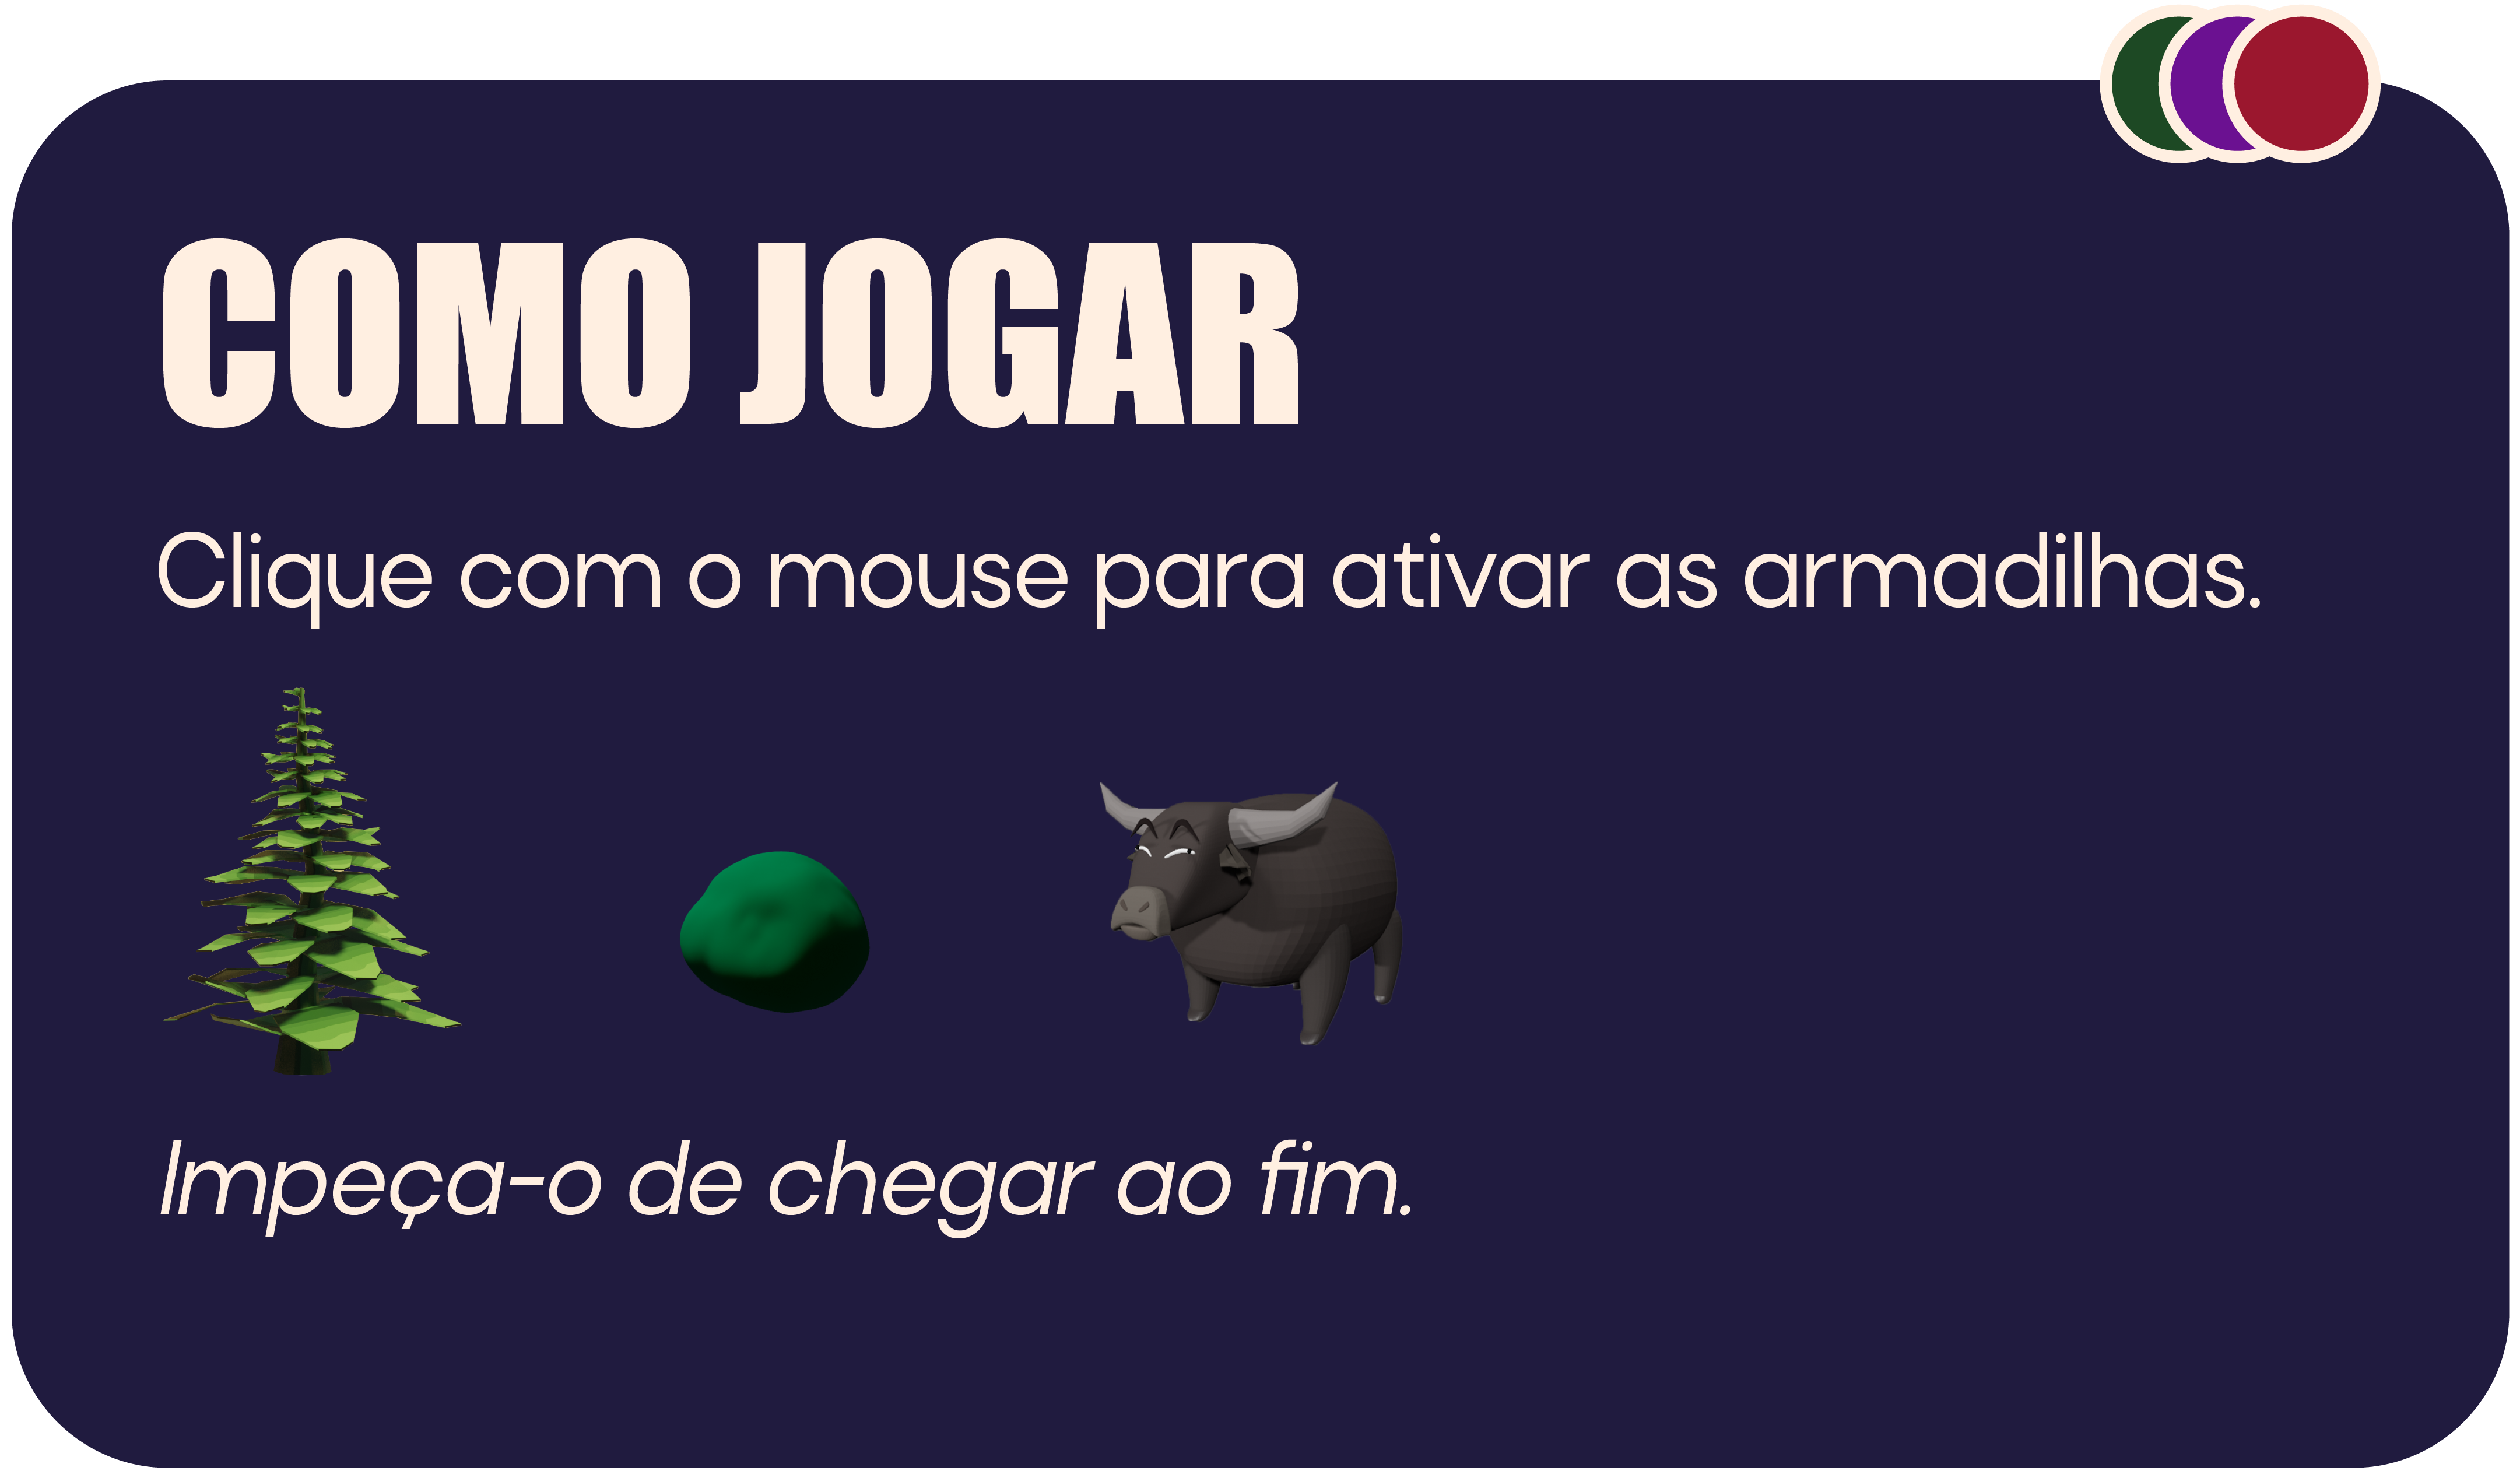 COMO JOGAR
Clique com o mouse para ativar as armadilhas.
Impeça-o de chegar ao fim.